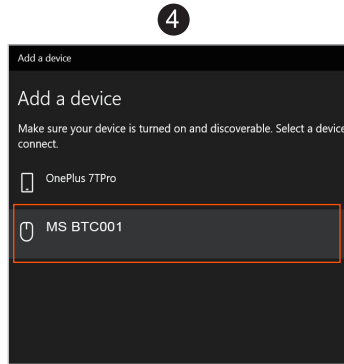 4
Add a device
Add a device
Make sure your device is turned on and discoverable. Select a device
connect.
OnePlus 7TPro
MS BTC001